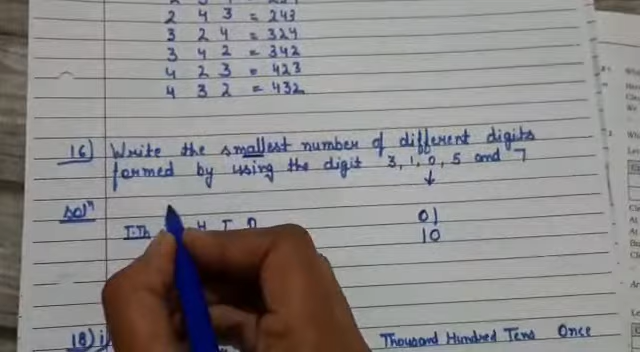 2 4 3 = 243
3 2 4 = 324
3 4 2 = 342
4 2 3 = 423
4 3 2 = 432
16) Write the smallest number of different digits
formed by using the digit 3, 1, 0, 5 and 7
↓
Solⁿ
01
T.Th H T O
10
18) i)
Thousand Hundred Tens Once